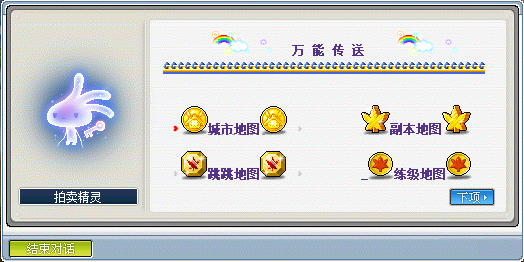 万能传送
城市地图 副本地图
跳跳地图 _ 练级地图
拍卖精灵
下项
结束对话